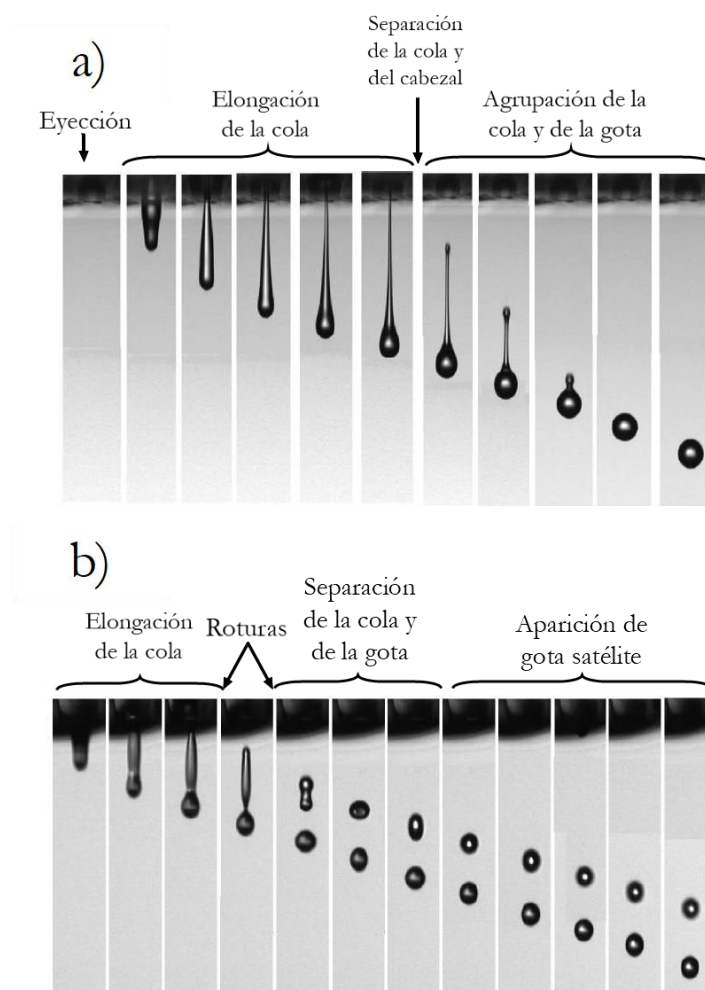 a)
Separación
de la cola y
del cabezal
Eyección
Elongación
de la cola
Agrupación de la
cola y de la gota
b)
Elongación
de la cola
Roturas
Separación
de la cola y
de la gota
Aparición de
gota satélite